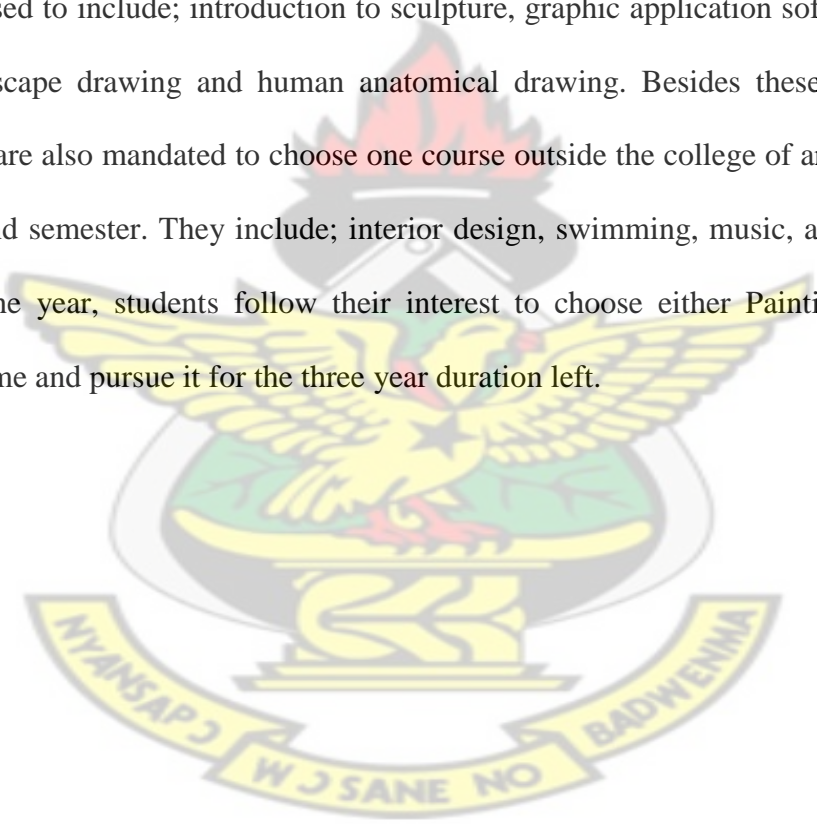 sed to include; introduction to sculpture, graphic application sof
scape drawing and human anatomical drawing. Besides these
are also mandated to choose one course outside the college of ar
d semester. They include; interior design, swimming, music, a
he year, students follow their interest to choose either Painti
me and pursue it for the three year duration left.
NYANSAPƆ
WƆSANE NO
BADWENMA